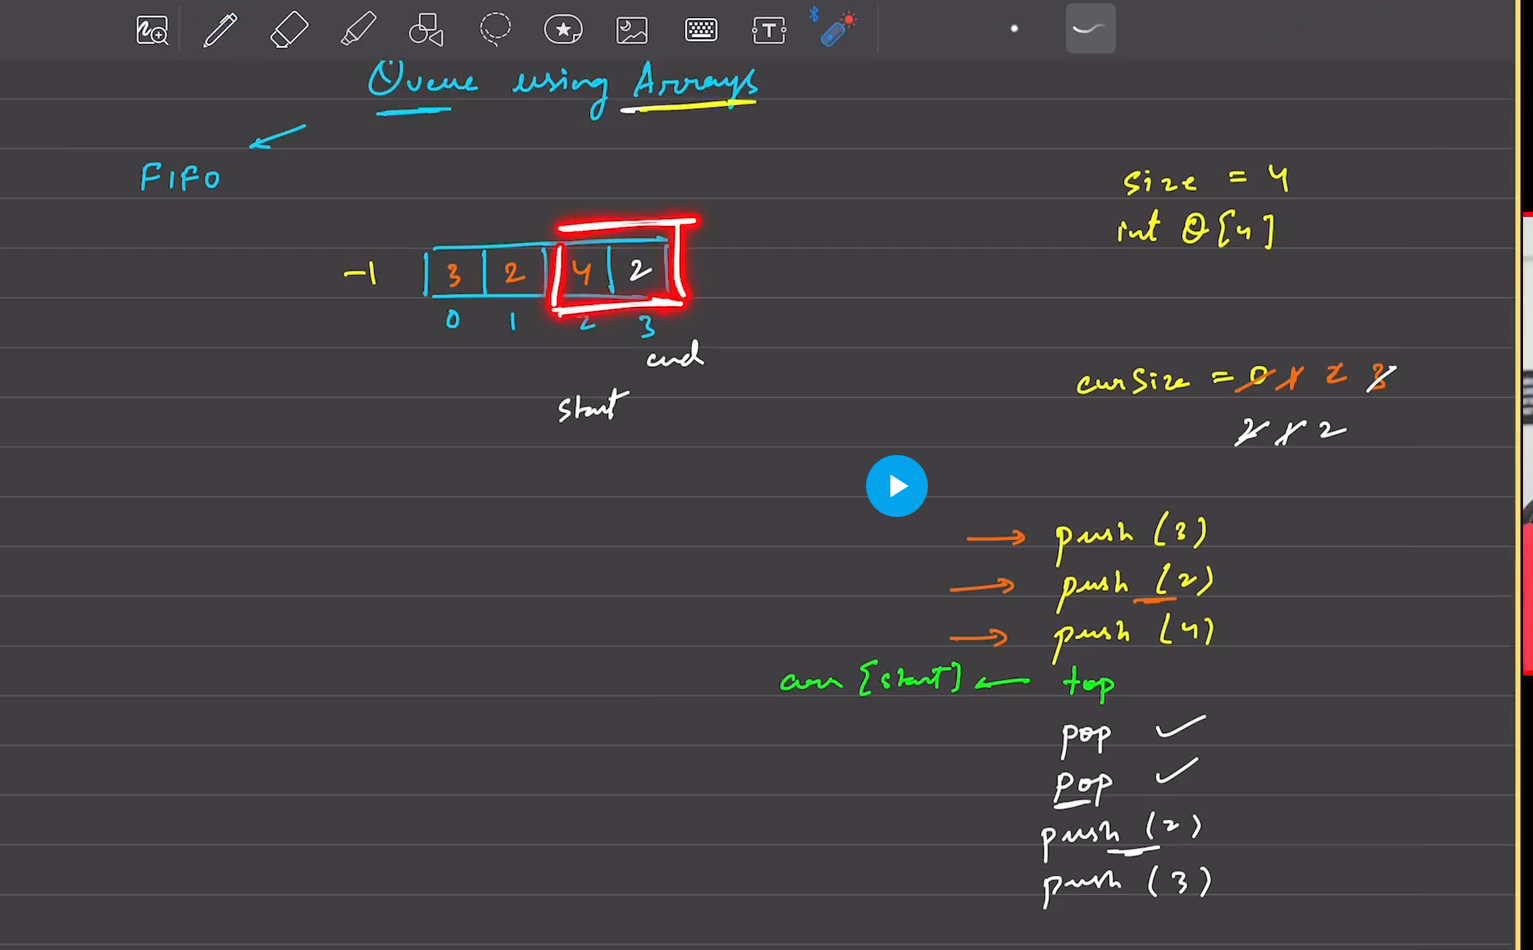 Queue using Arrays
FIFO
size = 4
int Q[4]
-1 3 2 4 2
0 1 2 3
end
start
curSize = 0 1 2 3
2 1 2
push (3)
push (2)
push (4)
arr [start] ← top
pop ✓
pop ✓
push (2)
push (3)